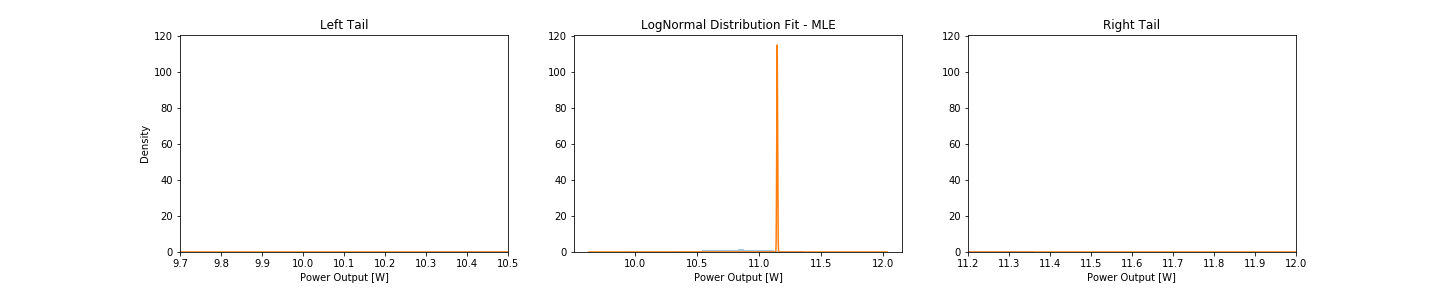 Left Tail
120
100
80
60
40
20
0
Density
9.7 9.8 9.9 10.0 10.1 10.2 10.3 10.4 10.5
Power Output [W]
LogNormal Distribution Fit - MLE
120
100
80
60
40
20
0
10.0 10.5 11.0 11.5 12.0
Power Output [W]
Right Tail
120
100
80
60
40
20
0
11.2 11.3 11.4 11.5 11.6 11.7 11.8 11.9 12.0
Power Output [W]